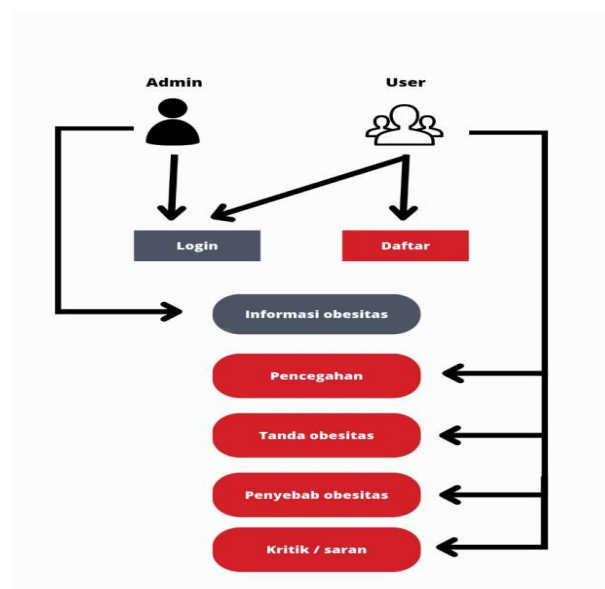 Admin
User
Login
Daftar
Informasi obesitas
Pencegahan
Tanda obesitas
Penyebab obesitas
Kritik / saran